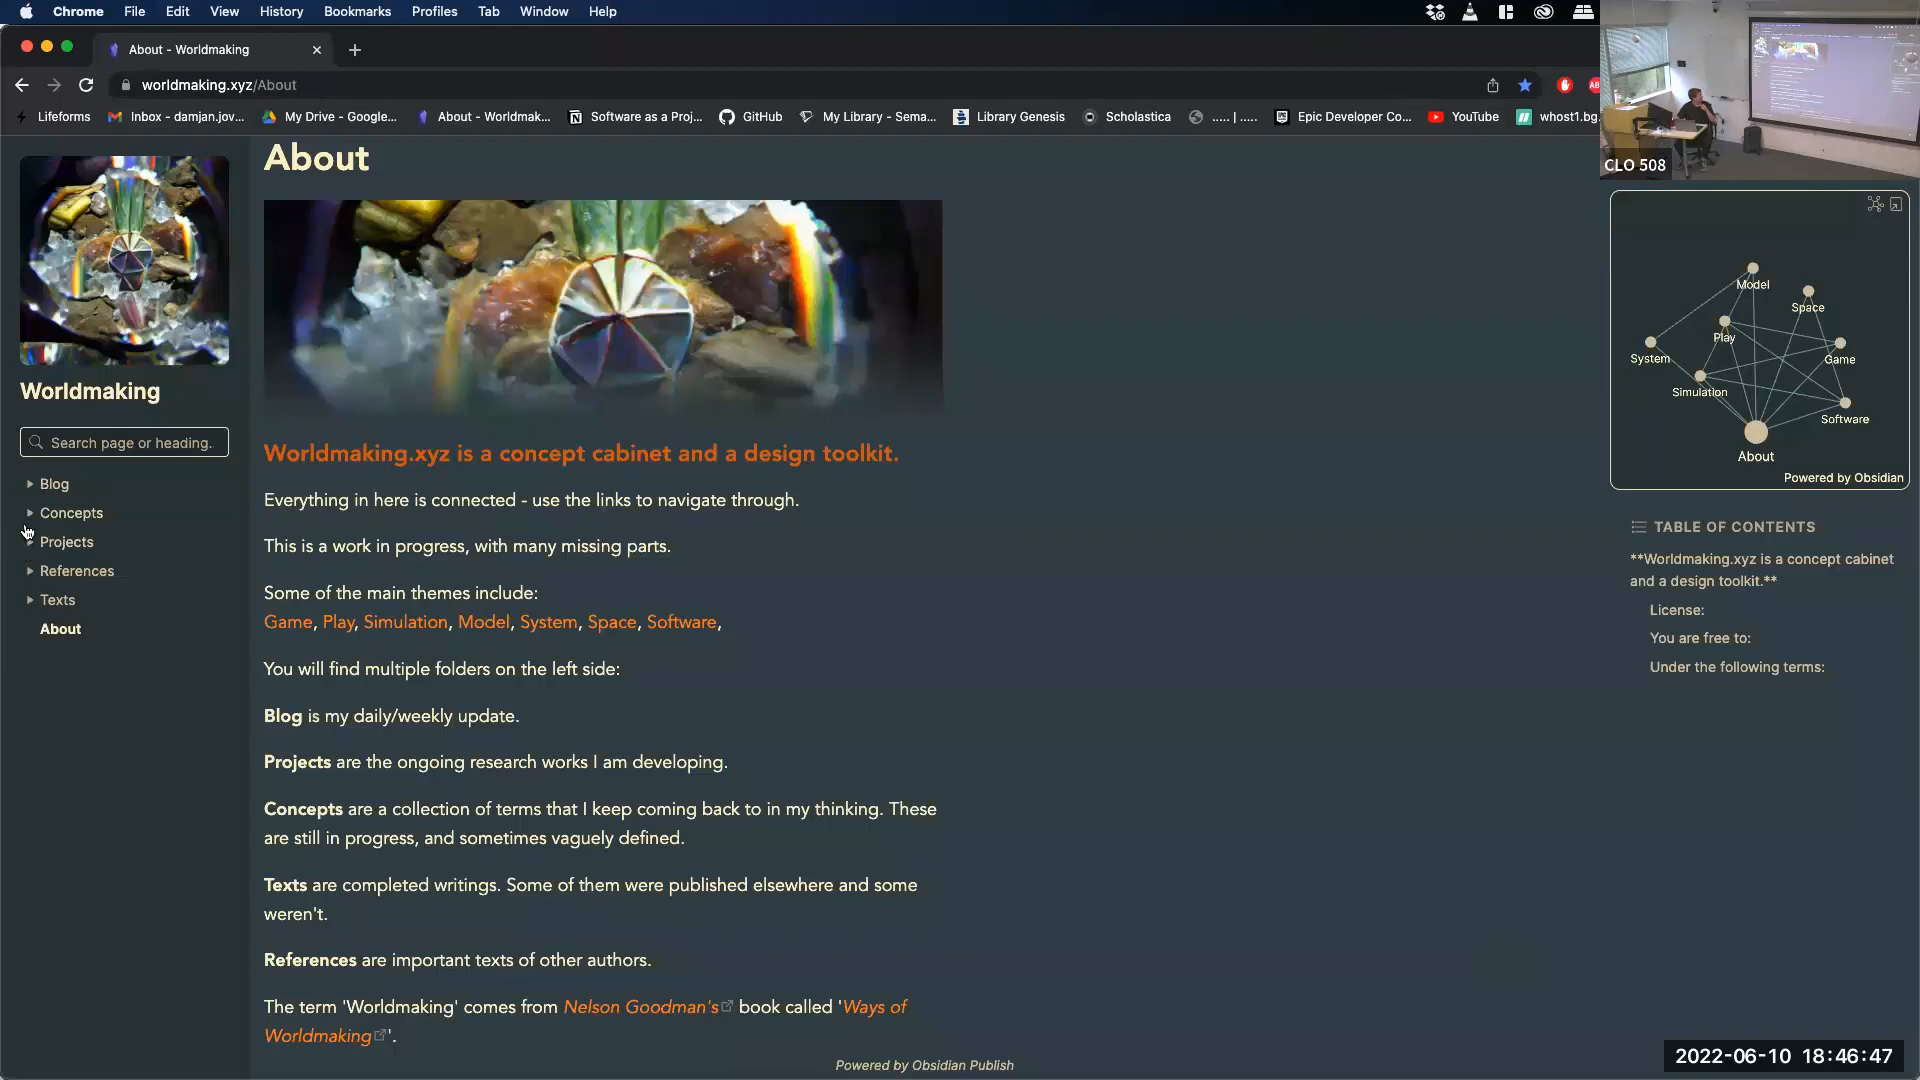 Chrome File Edit View History Bookmarks Profiles Tab Window Help
About - Worldmaking
worldmaking.xyz/About
Lifeforms Inbox - damjan.jov... My Drive - Google... About - Worldmak... Software as a Proj... GitHub My Library - Sema... Library Genesis Scholastica ..... | ..... Epic Developer Co... YouTube whost1.bg.
CLO 508
Worldmaking
Search page or heading.
Blog
Concepts
Projects
References
Texts
About
About
Worldmaking.xyz is a concept cabinet and a design toolkit.
Everything in here is connected - use the links to navigate through.
This is a work in progress, with many missing parts.
Some of the main themes include:
Game, Play, Simulation, Model, System, Space, Software,
You will find multiple folders on the left side:
Blog is my daily/weekly update.
Projects are the ongoing research works I am developing.
Concepts are a collection of terms that I keep coming back to in my thinking. These
are still in progress, and sometimes vaguely defined.
Texts are completed writings. Some of them were published elsewhere and some
weren't.
References are important texts of other authors.
The term 'Worldmaking' comes from Nelson Goodman's book called 'Ways of
Worldmaking'.
Powered by Obsidian Publish
Model
Space
Play
System
Game
Simulation
Software
About
Powered by Obsidian
TABLE OF CONTENTS
**Worldmaking.xyz is a concept cabinet
and a design toolkit.**
License:
You are free to:
Under the following terms:
2022-06-10 18:46:47